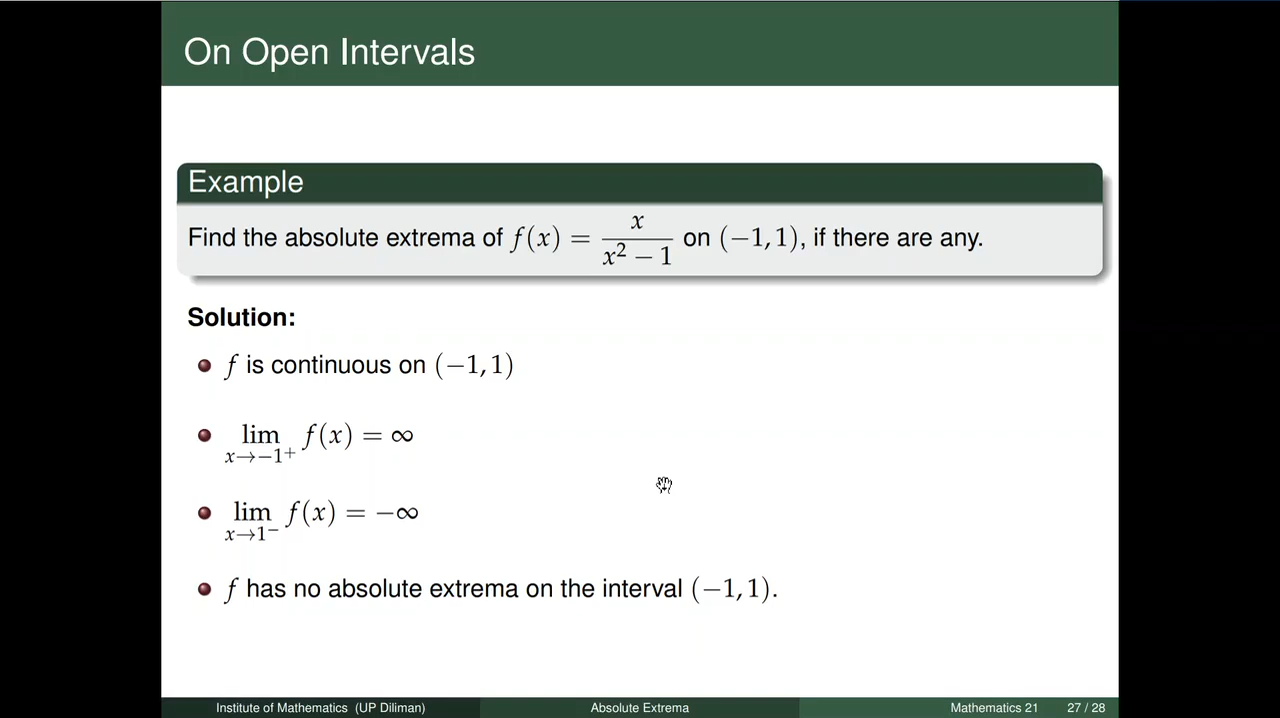 On Open Intervals
Example
Find the absolute extrema of f(x) = x / (x² − 1) on (−1, 1), if there are any.
Solution:
f is continuous on (−1, 1)
lim x→−1⁺ f(x) = ∞
lim x→1⁻ f(x) = −∞
f has no absolute extrema on the interval (−1, 1).
Institute of Mathematics (UP Diliman) Absolute Extrema Mathematics 21 27 / 28